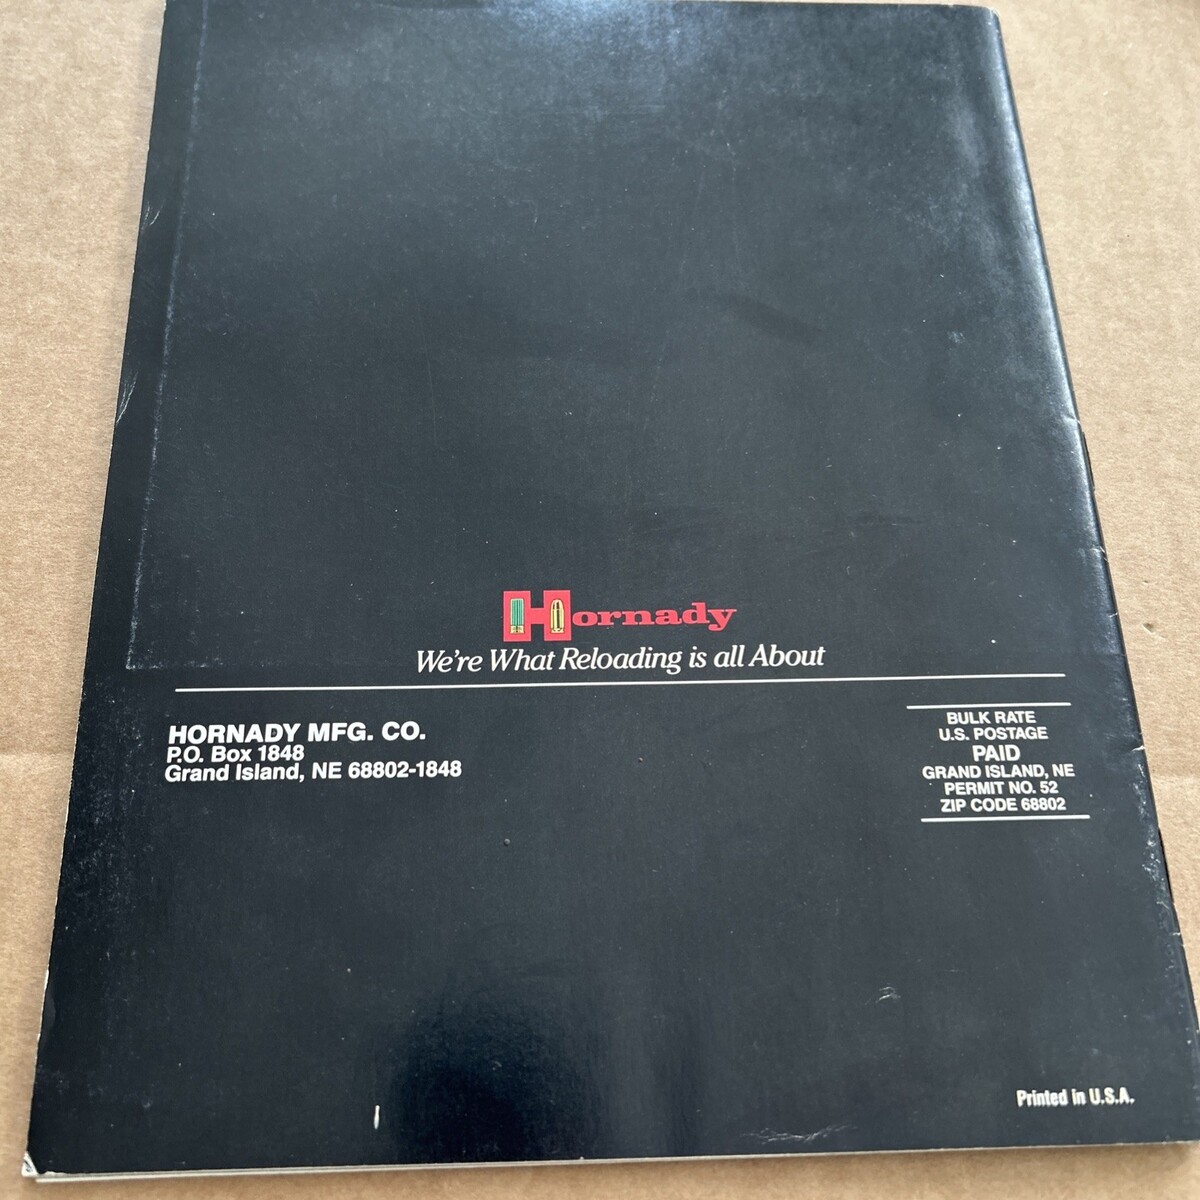 Hornady
We're What Reloading is all About
HORNADY MFG. CO.
P.O. Box 1848
Grand Island, NE 68802-1848
BULK RATE
U.S. POSTAGE
PAID
GRAND ISLAND, NE
PERMIT NO. 52
ZIP CODE 68802
Printed in U.S.A.